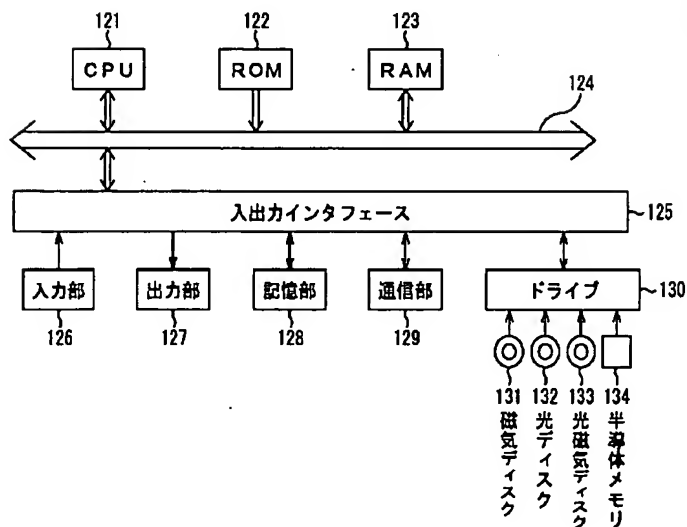 121 122 123
CPU ROM RAM
124
入出力インタフェース 125
入力部 出力部 記憶部 通信部 ドライブ 130
126 127 128 129
131 132 133 134
磁気ディスク
光ディスク
光磁気ディスク
半導体メモリ